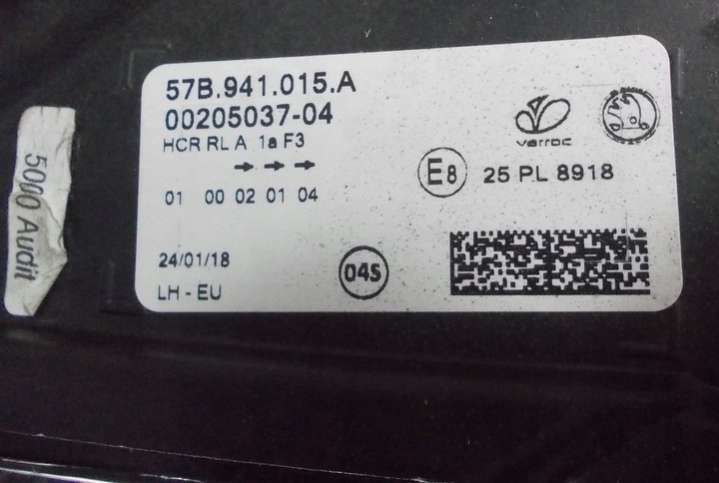 57B.941.015.A
00205037-04
HCR RL A 1a F3
01 00 02 01 04
24/01/18
LH - EU
04S
varroc
E8 25 PL 8918
5000 Audit